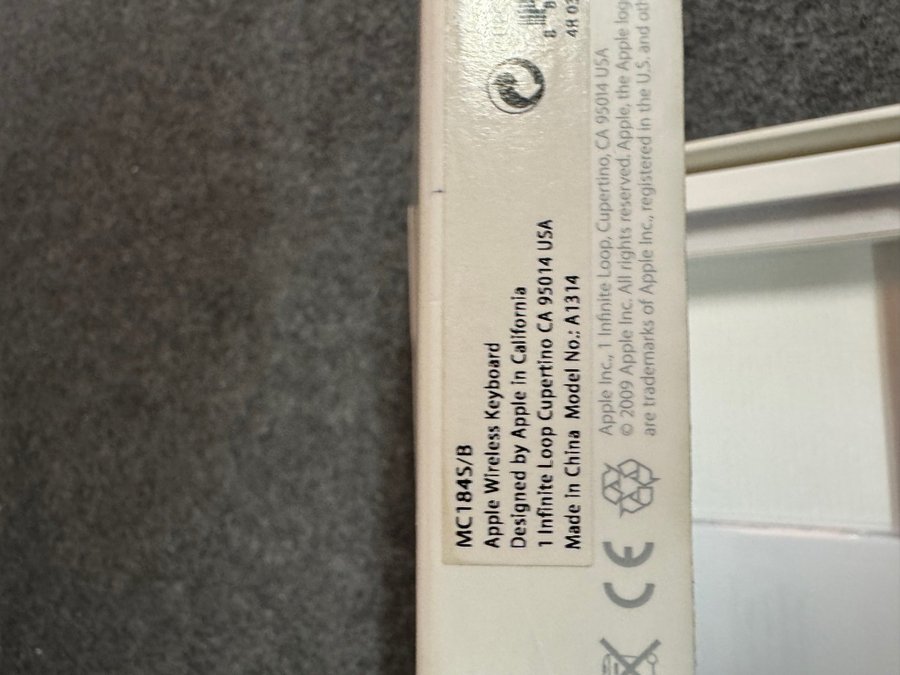 MC184S/B
Apple Wireless Keyboard
Designed by Apple in California
1 Infinite Loop Cupertino CA 95014 USA
Made in China Model No.: A1314
Apple Inc., 1 Infinite Loop, Cupertino, CA 95014 USA
© 2009 Apple Inc. All rights reserved. Apple, the Apple
are trademarks of Apple Inc., registered in the U.S. and
CE